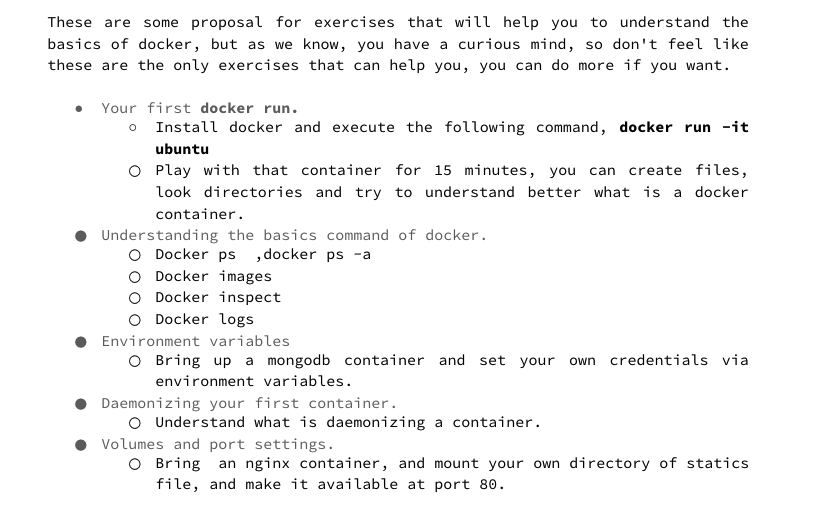 These are some proposal for exercises that will help you to understand the
basics of docker, but as we know, you have a curious mind, so don't feel like
these are the only exercises that can help you, you can do more if you want.
● Your first docker run.
○ Install docker and execute the following command, docker run -it
ubuntu
○ Play with that container for 15 minutes, you can create files,
look directories and try to understand better what is a docker
container.
● Understanding the basics command of docker.
○ Docker ps ,docker ps -a
○ Docker images
○ Docker inspect
○ Docker logs
● Environment variables
○ Bring up a mongodb container and set your own credentials via
environment variables.
● Daemonizing your first container.
○ Understand what is daemonizing a container.
● Volumes and port settings.
○ Bring an nginx container, and mount your own directory of statics
file, and make it available at port 80.